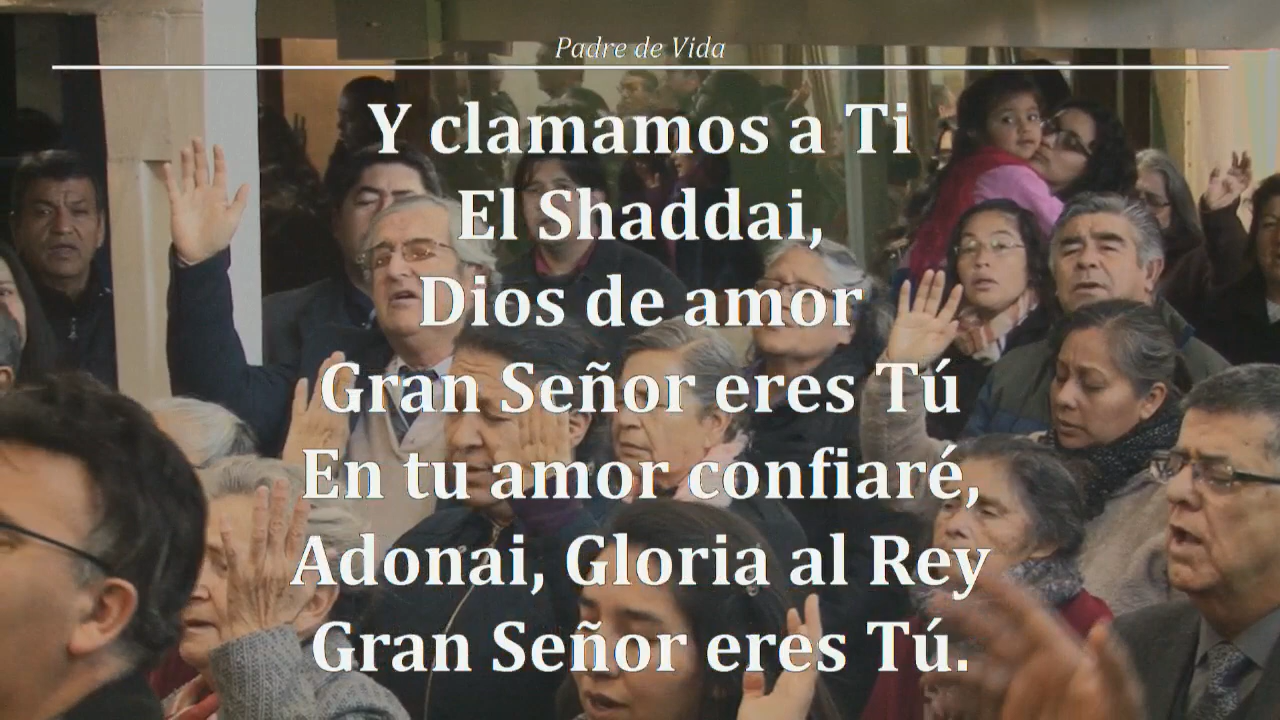 Padre de Vida
Y clamamos a Ti
El Shaddai,
Dios de amor
Gran Señor eres Tú
En tu amor confiaré,
Adonai, Gloria al Rey
Gran Señor eres Tú.